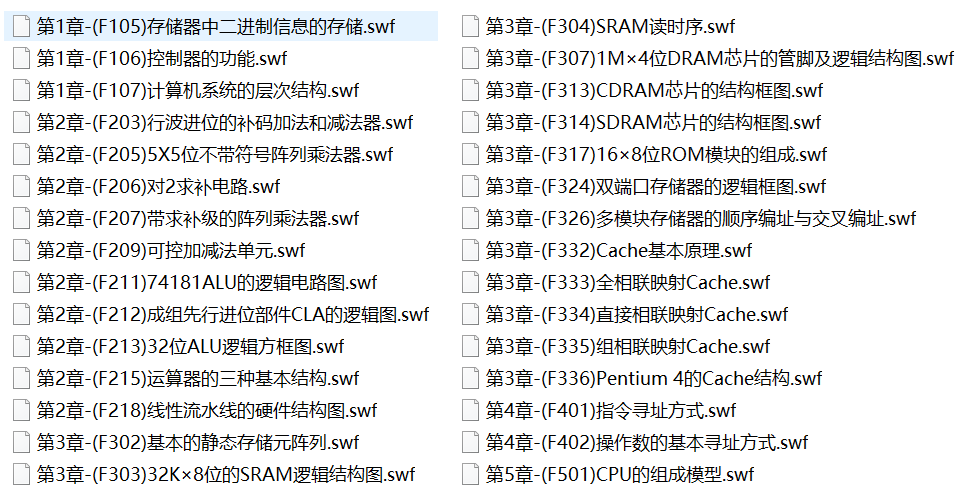 第1章-(F105)存储器中二进制信息的存储.swf
第1章-(F106)控制器的功能.swf
第1章-(F107)计算机系统的层次结构.swf
第2章-(F203)行波进位的补码加法和减法器.swf
第2章-(F205)5X5位不带符号阵列乘法器.swf
第2章-(F206)对2求补电路.swf
第2章-(F207)带求补级的阵列乘法器.swf
第2章-(F209)可控加减法单元.swf
第2章-(F211)74181ALU的逻辑电路图.swf
第2章-(F212)成组先行进位部件CLA的逻辑图.swf
第2章-(F213)32位ALU逻辑方框图.swf
第2章-(F215)运算器的三种基本结构.swf
第2章-(F218)线性流水线的硬件结构图.swf
第3章-(F302)基本的静态存储元阵列.swf
第3章-(F303)32K×8位的SRAM逻辑结构图.swf
第3章-(F304)SRAM读时序.swf
第3章-(F307)1M×4位DRAM芯片的管脚及逻辑结构图.swf
第3章-(F313)CDRAM芯片的结构框图.swf
第3章-(F314)SDRAM芯片的结构框图.swf
第3章-(F317)16×8位ROM模块的组成.swf
第3章-(F324)双端口存储器的逻辑框图.swf
第3章-(F326)多模块存储器的顺序编址与交叉编址.swf
第3章-(F332)Cache基本原理.swf
第3章-(F333)全相联映射Cache.swf
第3章-(F334)直接相联映射Cache.swf
第3章-(F335)组相联映射Cache.swf
第3章-(F336)Pentium 4的Cache结构.swf
第4章-(F401)指令寻址方式.swf
第4章-(F402)操作数的基本寻址方式.swf
第5章-(F501)CPU的组成模型.swf